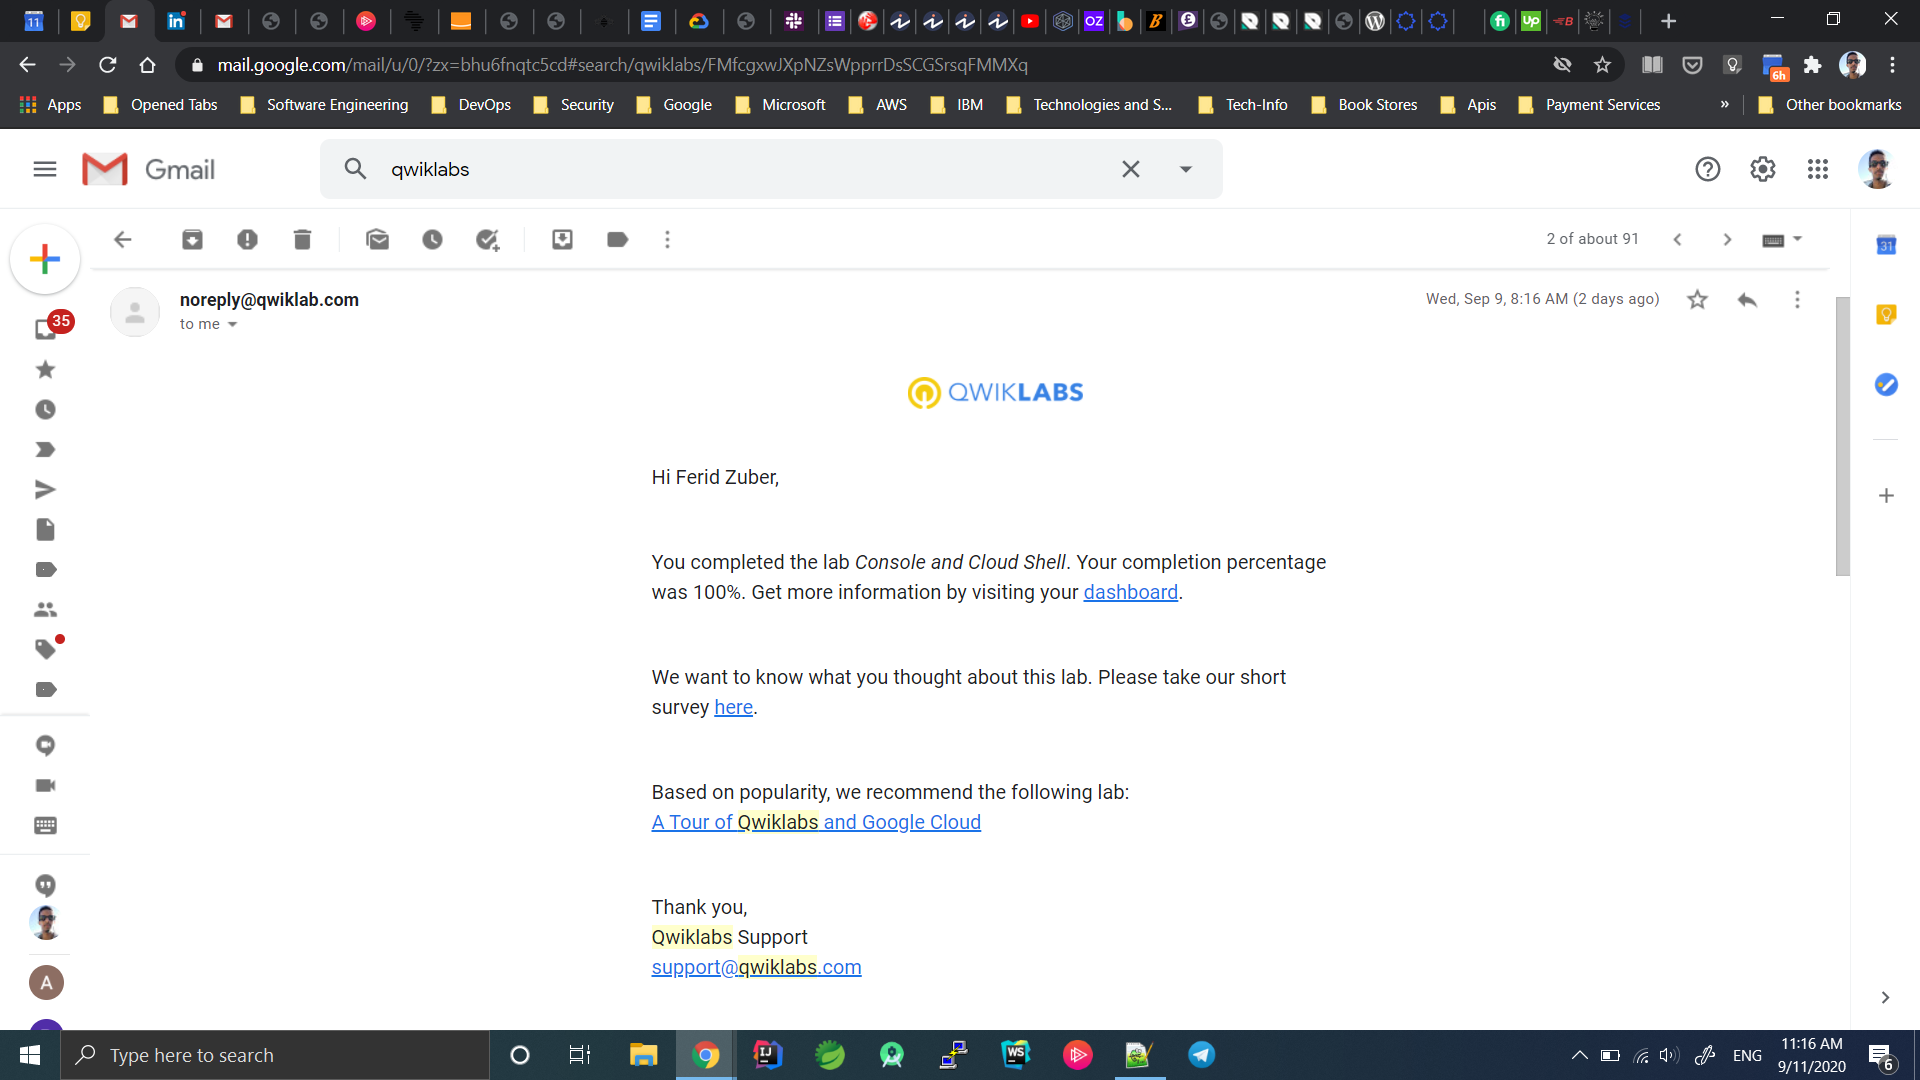 mail.google.com/mail/u/0/?zx=bhu6fnqtc5cd#search/qwiklabs/FMfcgxwJXpNZsWpprrDsSCGSrsqFMMXq
6h
Apps Opened Tabs Software Engineering DevOps Security Google Microsoft AWS IBM Technologies and S... Tech-Info Book Stores Apis Payment Services » Other bookmarks
Gmail
qwiklabs
2 of about 91
35
noreply@qwiklab.com
to me
Wed, Sep 9, 8:16 AM (2 days ago)
QWIKLABS
Hi Ferid Zuber,
You completed the lab Console and Cloud Shell. Your completion percentage
was 100%. Get more information by visiting your dashboard.
We want to know what you thought about this lab. Please take our short
survey here.
Based on popularity, we recommend the following lab:
A Tour of Qwiklabs and Google Cloud
Thank you,
Qwiklabs Support
support@qwiklabs.com
A
Type here to search
ENG
11:16 AM
9/11/2020
6